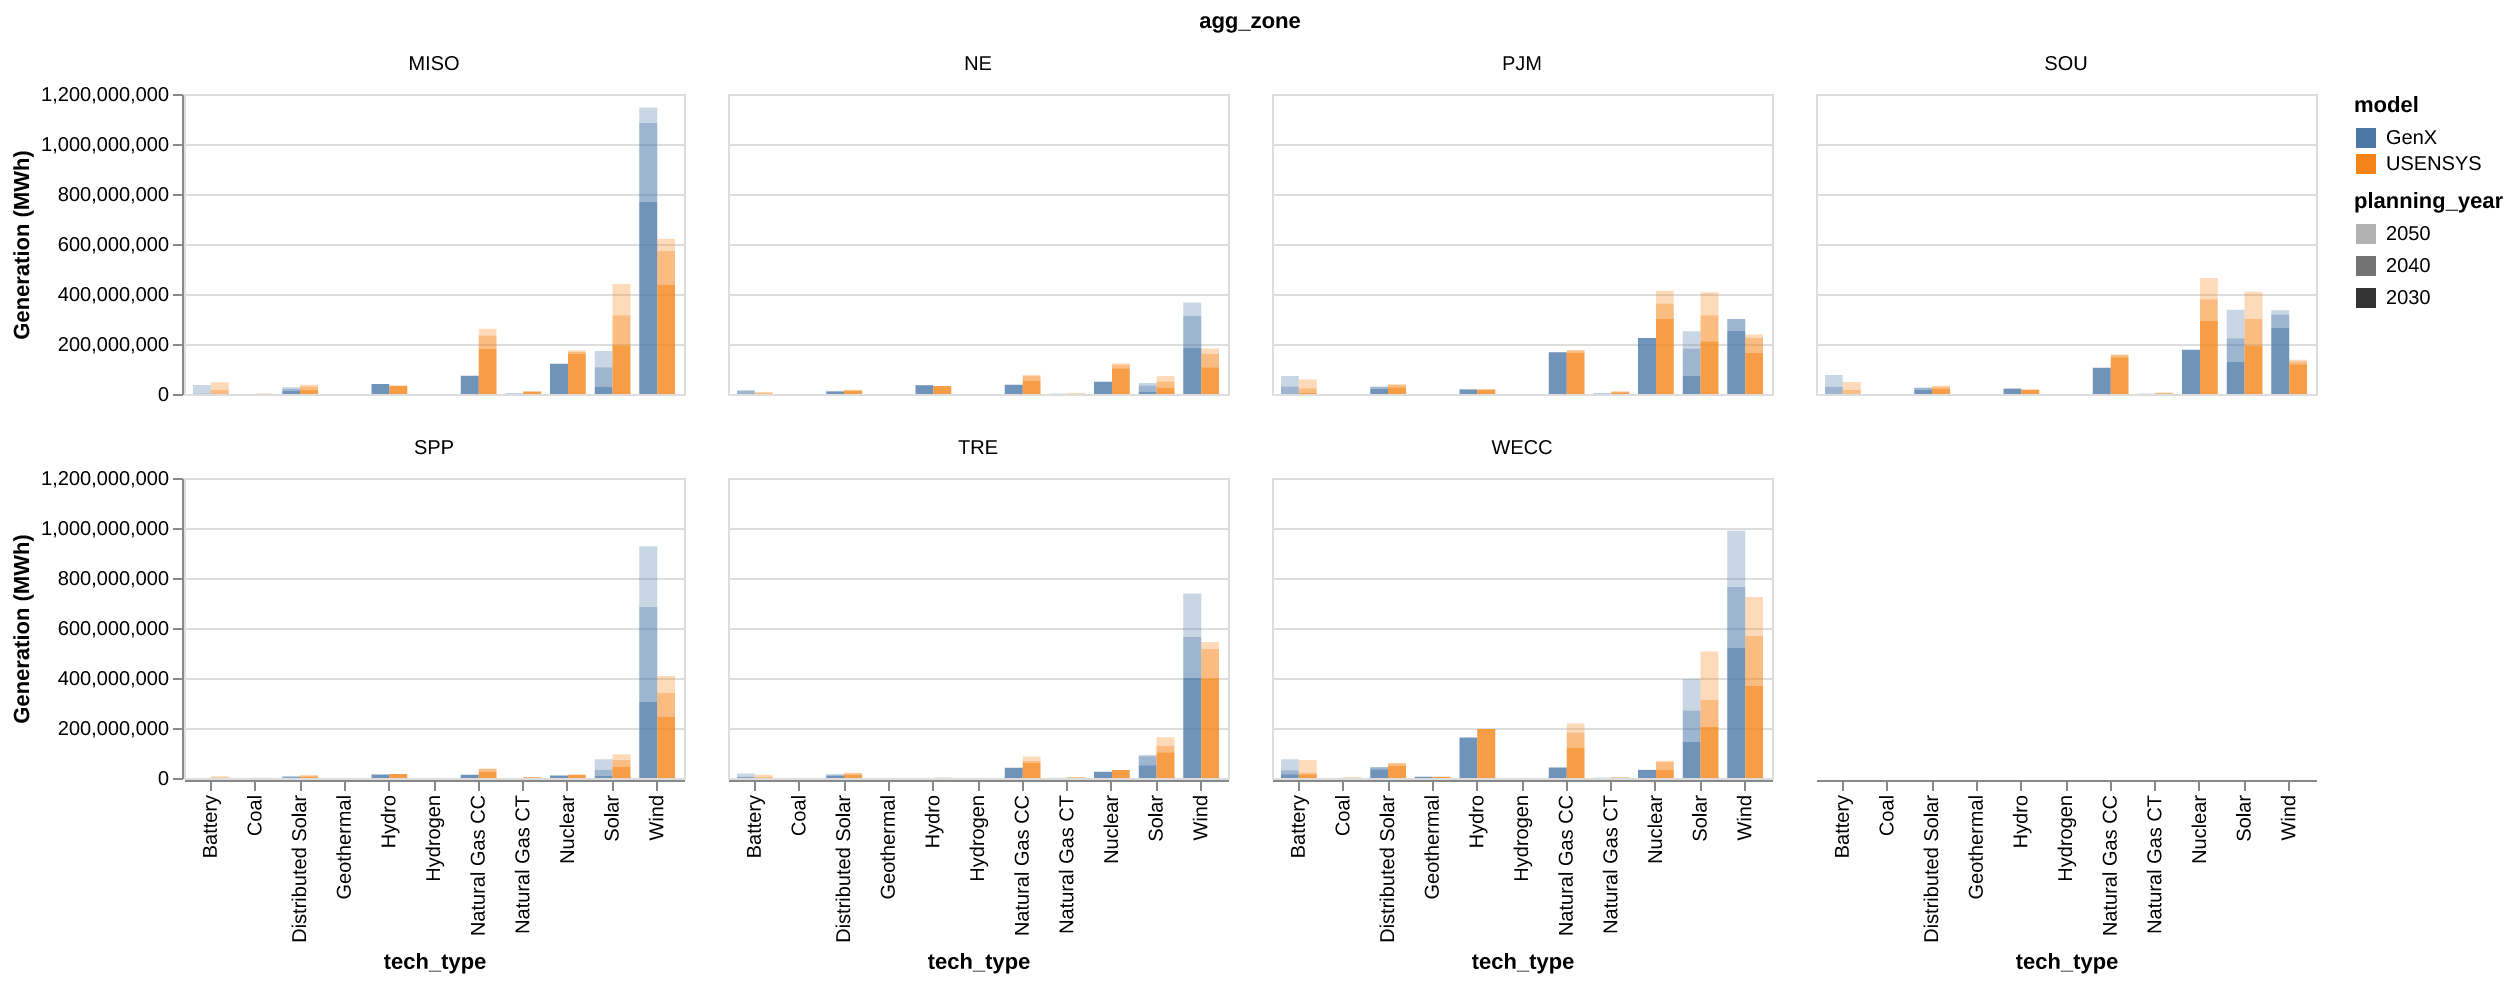 agg_zone
MISO
NE
PJM
SOU
1,200,000,000
1,000,000,000
800,000,000
600,000,000
400,000,000
200,000,000
0
Generation (MWh)
model
GenX
USENSYS
planning_year
2050
2040
2030
SPP
TRE
WECC
1,200,000,000
1,000,000,000
800,000,000
600,000,000
400,000,000
200,000,000
0
Generation (MWh)
Battery
Coal
Distributed Solar
Geothermal
Hydro
Hydrogen
Natural Gas CC
Natural Gas CT
Nuclear
Solar
Wind
tech_type
Battery
Coal
Distributed Solar
Geothermal
Hydro
Hydrogen
Natural Gas CC
Natural Gas CT
Nuclear
Solar
Wind
tech_type
Battery
Coal
Distributed Solar
Geothermal
Hydro
Hydrogen
Natural Gas CC
Natural Gas CT
Nuclear
Solar
Wind
tech_type
Battery
Coal
Distributed Solar
Geothermal
Hydro
Hydrogen
Natural Gas CC
Natural Gas CT
Nuclear
Solar
Wind
tech_type